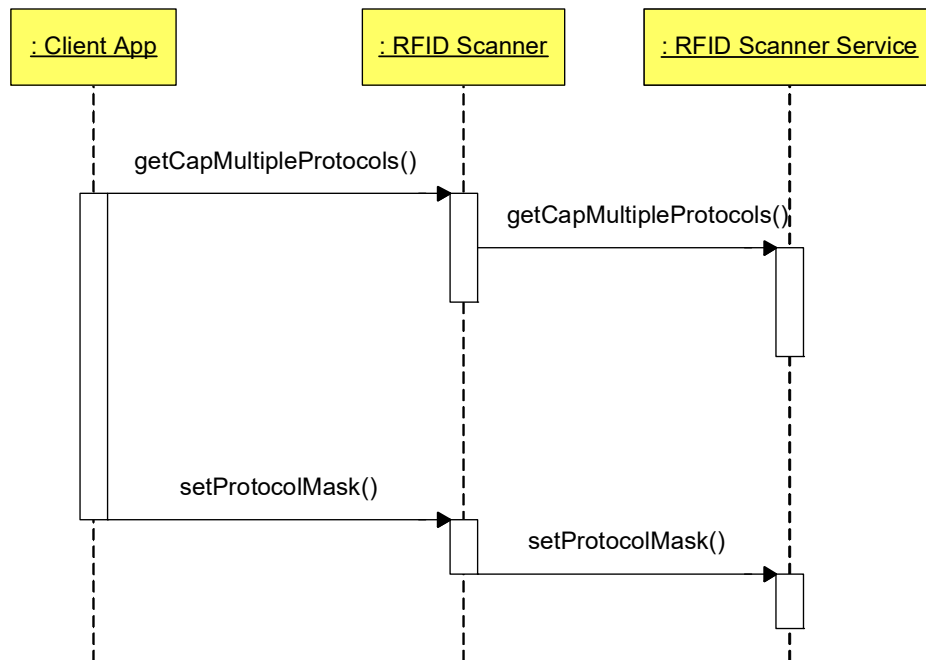 : Client App
: RFID Scanner
: RFID Scanner Service
getCapMultipleProtocols()
getCapMultipleProtocols()
setProtocolMask()
setProtocolMask()